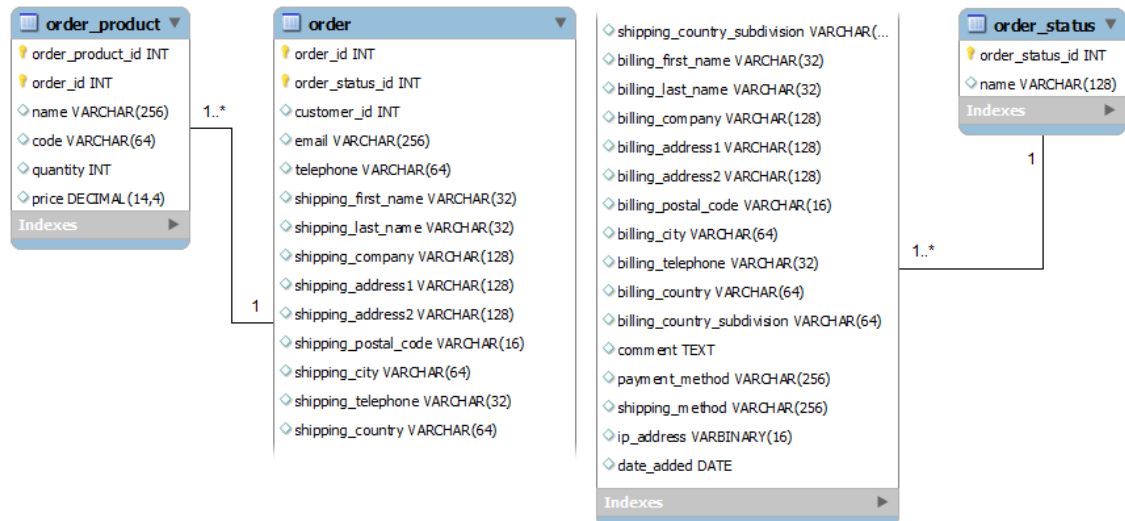 order_product
order_product_id INT
order_id INT
name VARCHAR(256)
code VARCHAR(64)
quantity INT
price DECIMAL(14,4)
Indexes
1..*
1
order
order_id INT
order_status_id INT
customer_id INT
email VARCHAR(256)
telephone VARCHAR(64)
shipping_first_name VARCHAR(32)
shipping_last_name VARCHAR(32)
shipping_company VARCHAR(128)
shipping_address1 VARCHAR(128)
shipping_address2 VARCHAR(128)
shipping_postal_code VARCHAR(16)
shipping_city VARCHAR(64)
shipping_telephone VARCHAR(32)
shipping_country VARCHAR(64)
shipping_country_subdivision VARCHAR(...
billing_first_name VARCHAR(32)
billing_last_name VARCHAR(32)
billing_company VARCHAR(128)
billing_address1 VARCHAR(128)
billing_address2 VARCHAR(128)
billing_postal_code VARCHAR(16)
billing_city VARCHAR(64)
billing_telephone VARCHAR(32)
billing_country VARCHAR(64)
billing_country_subdivision VARCHAR(64)
comment TEXT
payment_method VARCHAR(256)
shipping_method VARCHAR(256)
ip_address VARBINARY(16)
date_added DATE
Indexes
1..*
1
order_status
order_status_id INT
name VARCHAR(128)
Indexes